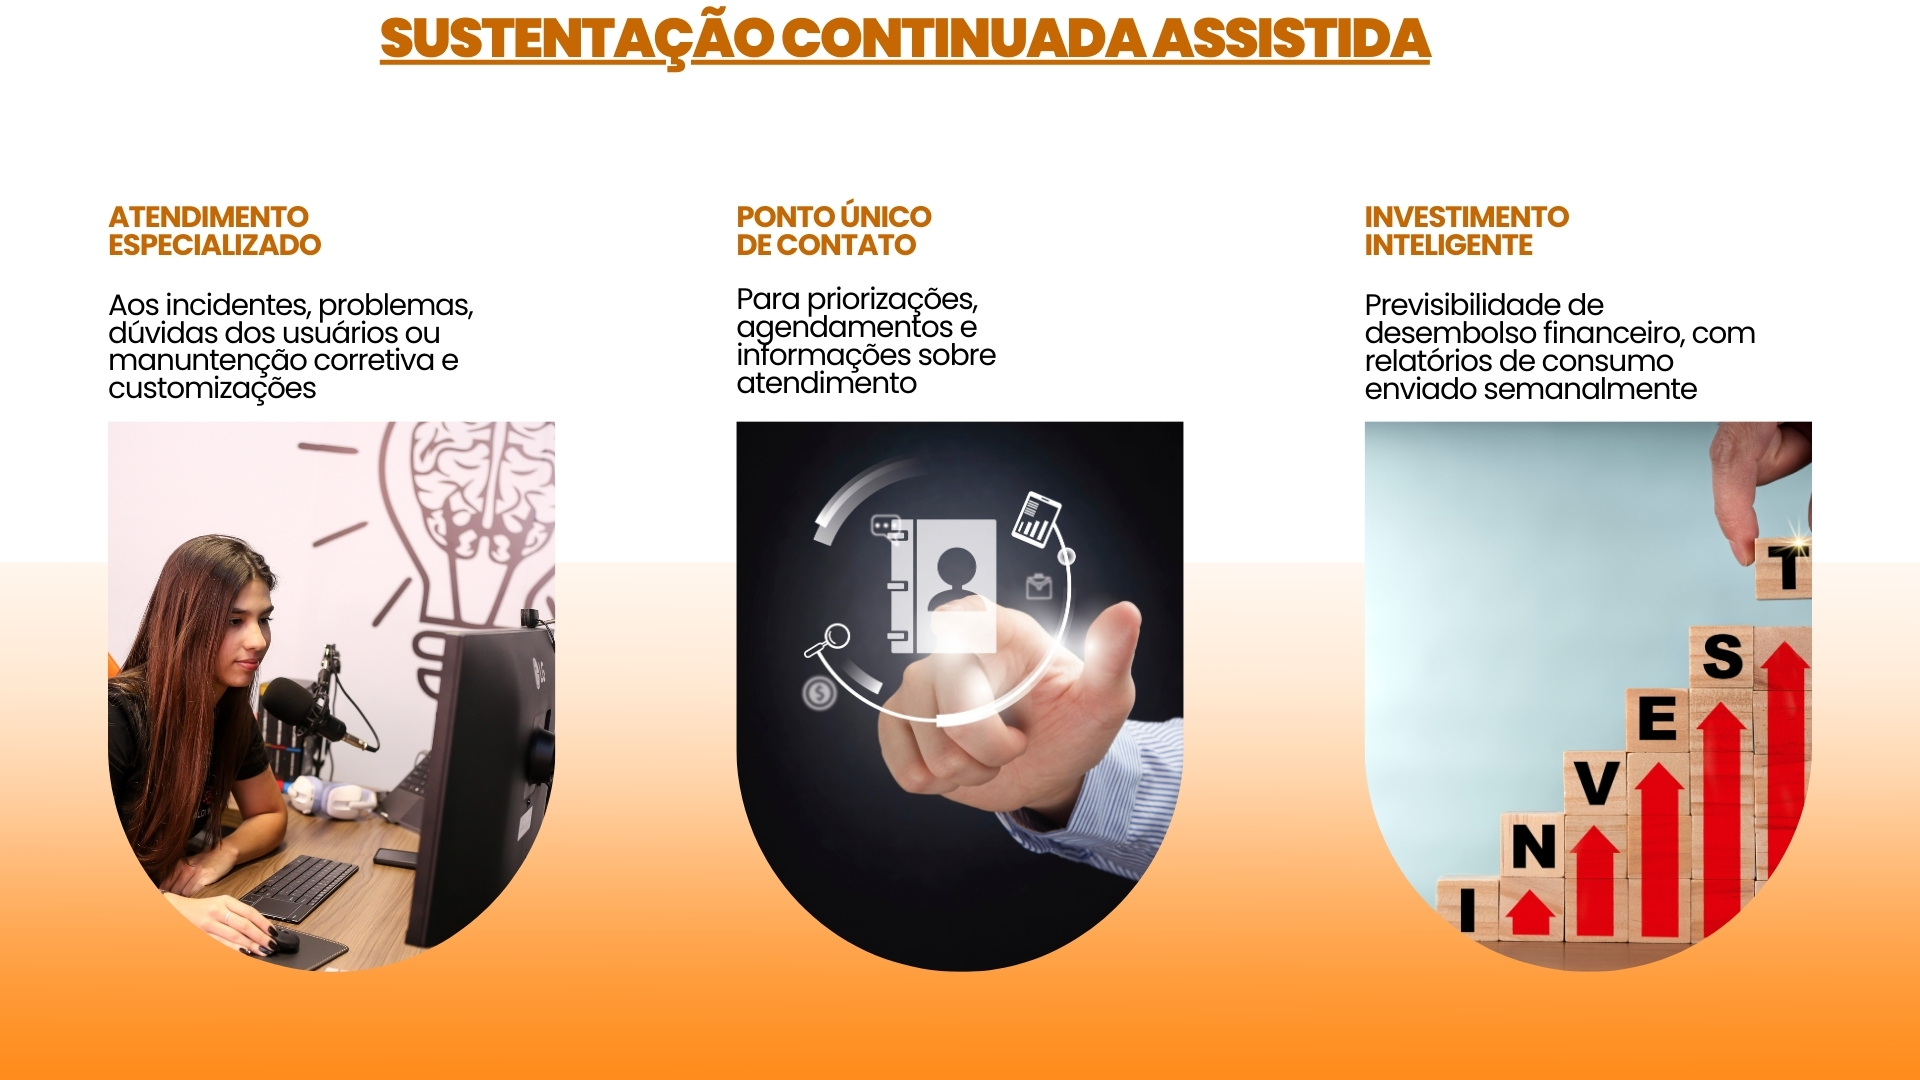 SUSTENTAÇÃO CONTINUADA ASSISTIDA
ATENDIMENTO
ESPECIALIZADO
Aos incidentes, problemas,
dúvidas dos usuários ou
manuntenção corretiva e
customizações
PONTO ÚNICO
DE CONTATO
Para priorizações,
agendamentos e
informações sobre
atendimento
INVESTIMENTO
INTELIGENTE
Previsibilidade de
desembolso financeiro, com
relatórios de consumo
enviado semanalmente
I N V E S T